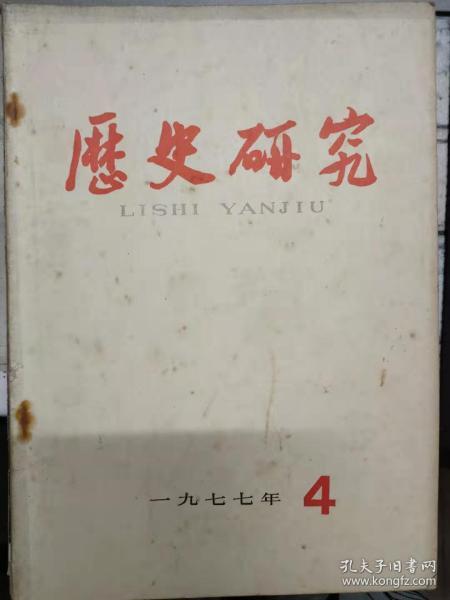 歷史研究
LISHI YANJIU
一九七七年 4
孔夫子旧书网
www.kongfz.com